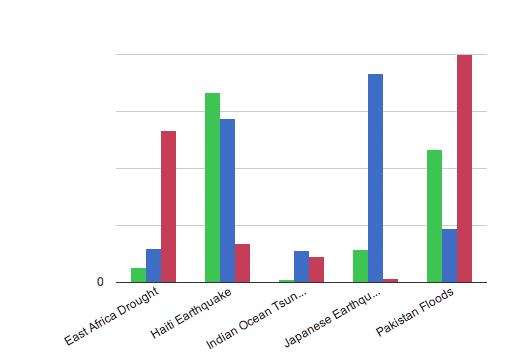 0
East Africa Drought
Haiti Earthquake
Indian Ocean Tsun...
Japanese Earthqu...
Pakistan Floods